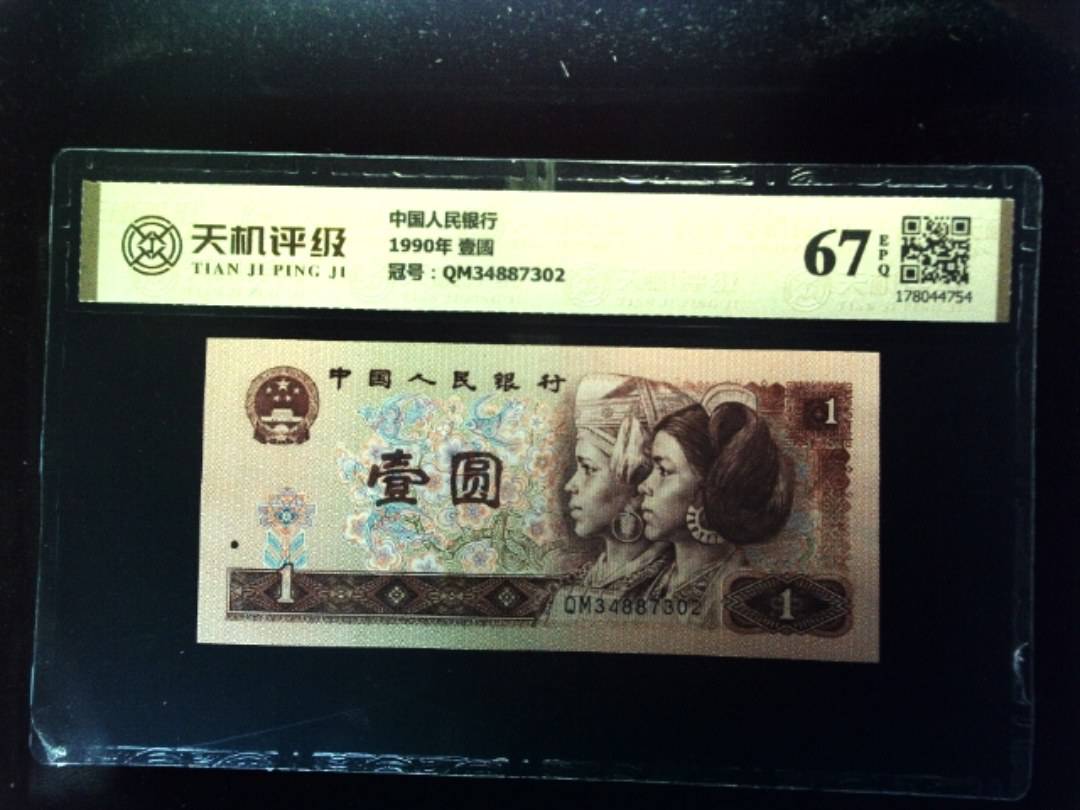 天机评级
TIAN JI PING JI
中国人民银行
1990年 壹圆
冠号：QM34887302
67
EPQ
178044754
中国人民银行
1
壹圆
1
QM34887302
1